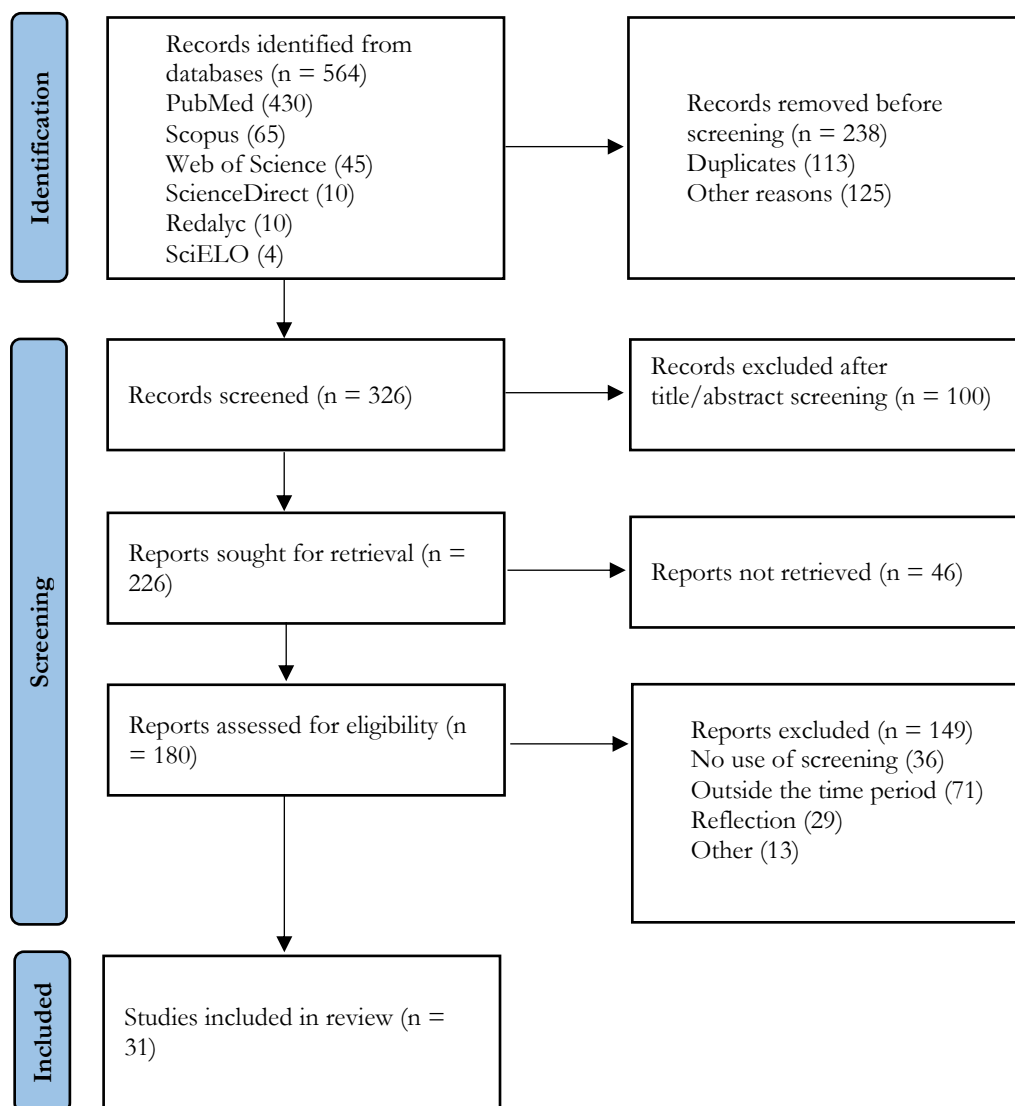 Identification
Records identified from
databases (n = 564)
PubMed (430)
Scopus (65)
Web of Science (45)
ScienceDirect (10)
Redalyc (10)
SciELO (4)
Records removed before
screening (n = 238)
Duplicates (113)
Other reasons (125)
Screening
Records screened (n = 326)
Records excluded after
title/abstract screening (n = 100)
Reports sought for retrieval (n =
226)
Reports not retrieved (n = 46)
Reports assessed for eligibility (n
= 180)
Reports excluded (n = 149)
No use of screening (36)
Outside the time period (71)
Reflection (29)
Other (13)
Included
Studies included in review (n =
31)